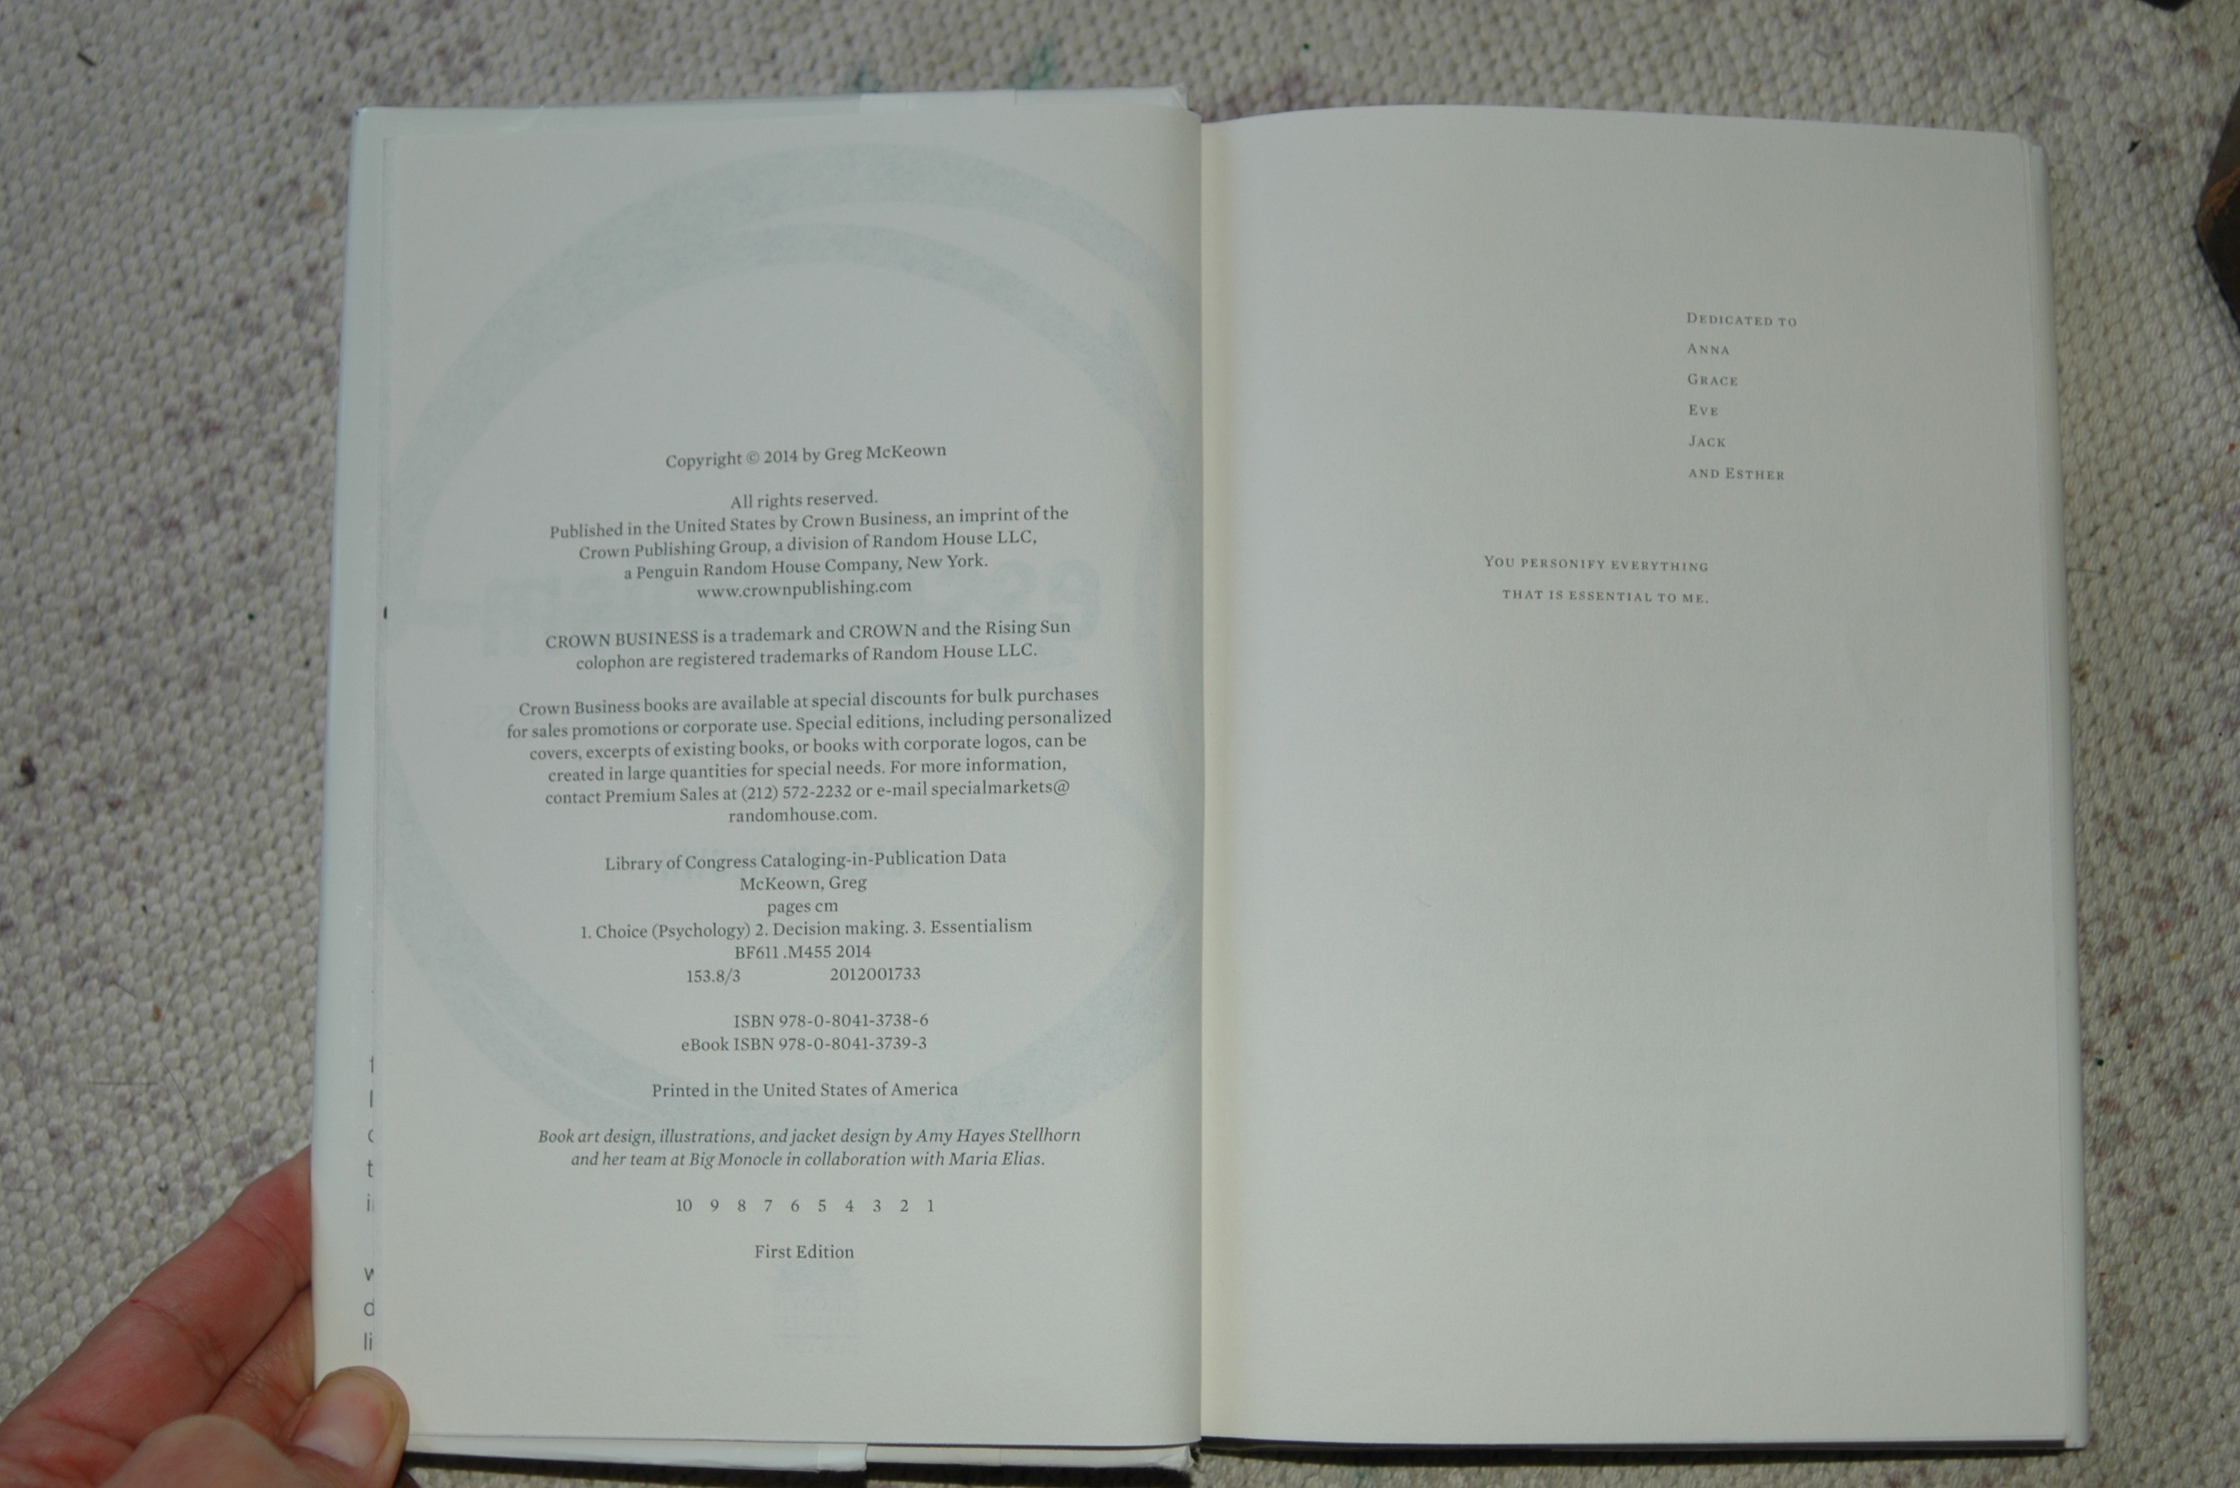 Copyright © 2014 by Greg McKeown
All rights reserved.
Published in the United States by Crown Business, an imprint of the
Crown Publishing Group, a division of Random House LLC,
a Penguin Random House Company, New York.
www.crownpublishing.com
CROWN BUSINESS is a trademark and CROWN and the Rising Sun
colophon are registered trademarks of Random House LLC.
Crown Business books are available at special discounts for bulk purchases
for sales promotions or corporate use. Special editions, including personalized
covers, excerpts of existing books, or books with corporate logos, can be
created in large quantities for special needs. For more information,
contact Premium Sales at (212) 572-2232 or e-mail specialmarkets@
randomhouse.com.
Library of Congress Cataloging-in-Publication Data
McKeown, Greg
pages cm
1. Choice (Psychology) 2. Decision making. 3. Essentialism
BF611 .M455 2014
153.8/3 2012001733
ISBN 978-0-8041-3738-6
eBook ISBN 978-0-8041-3739-3
Printed in the United States of America
Book art design, illustrations, and jacket design by Amy Hayes Stellhorn
and her team at Big Monocle in collaboration with Maria Elias.
10 9 8 7 6 5 4 3 2 1
First Edition
DEDICATED TO
ANNA
GRACE
EVE
JACK
AND ESTHER
YOU PERSONIFY EVERYTHING
THAT IS ESSENTIAL TO ME.